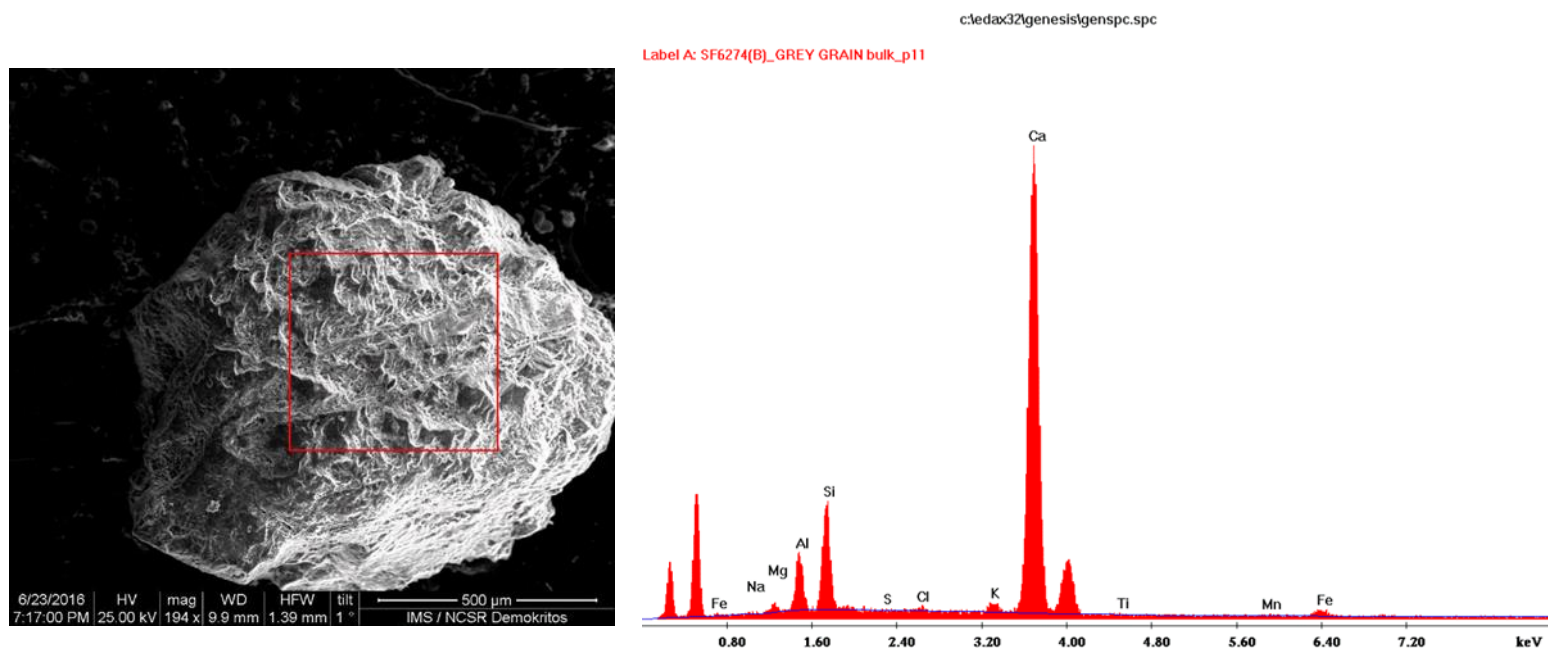 c:\edax32\genesis\genspc.spc
Label A: SF6274(B)_GREY GRAIN bulk_p11
Ca
Si
Al
Mg
Na
Fe
S
Cl
K
Ti
Mn
Fe
0.80 1.60 2.40 3.20 4.00 4.80 5.60 6.40 7.20 keV
6/23/2016 HV mag WD HFW tilt 500 µm
7:17:00 PM 25.00 kV 194 x 9.9 mm 1.39 mm 1 ° IMS / NCSR Demokritos